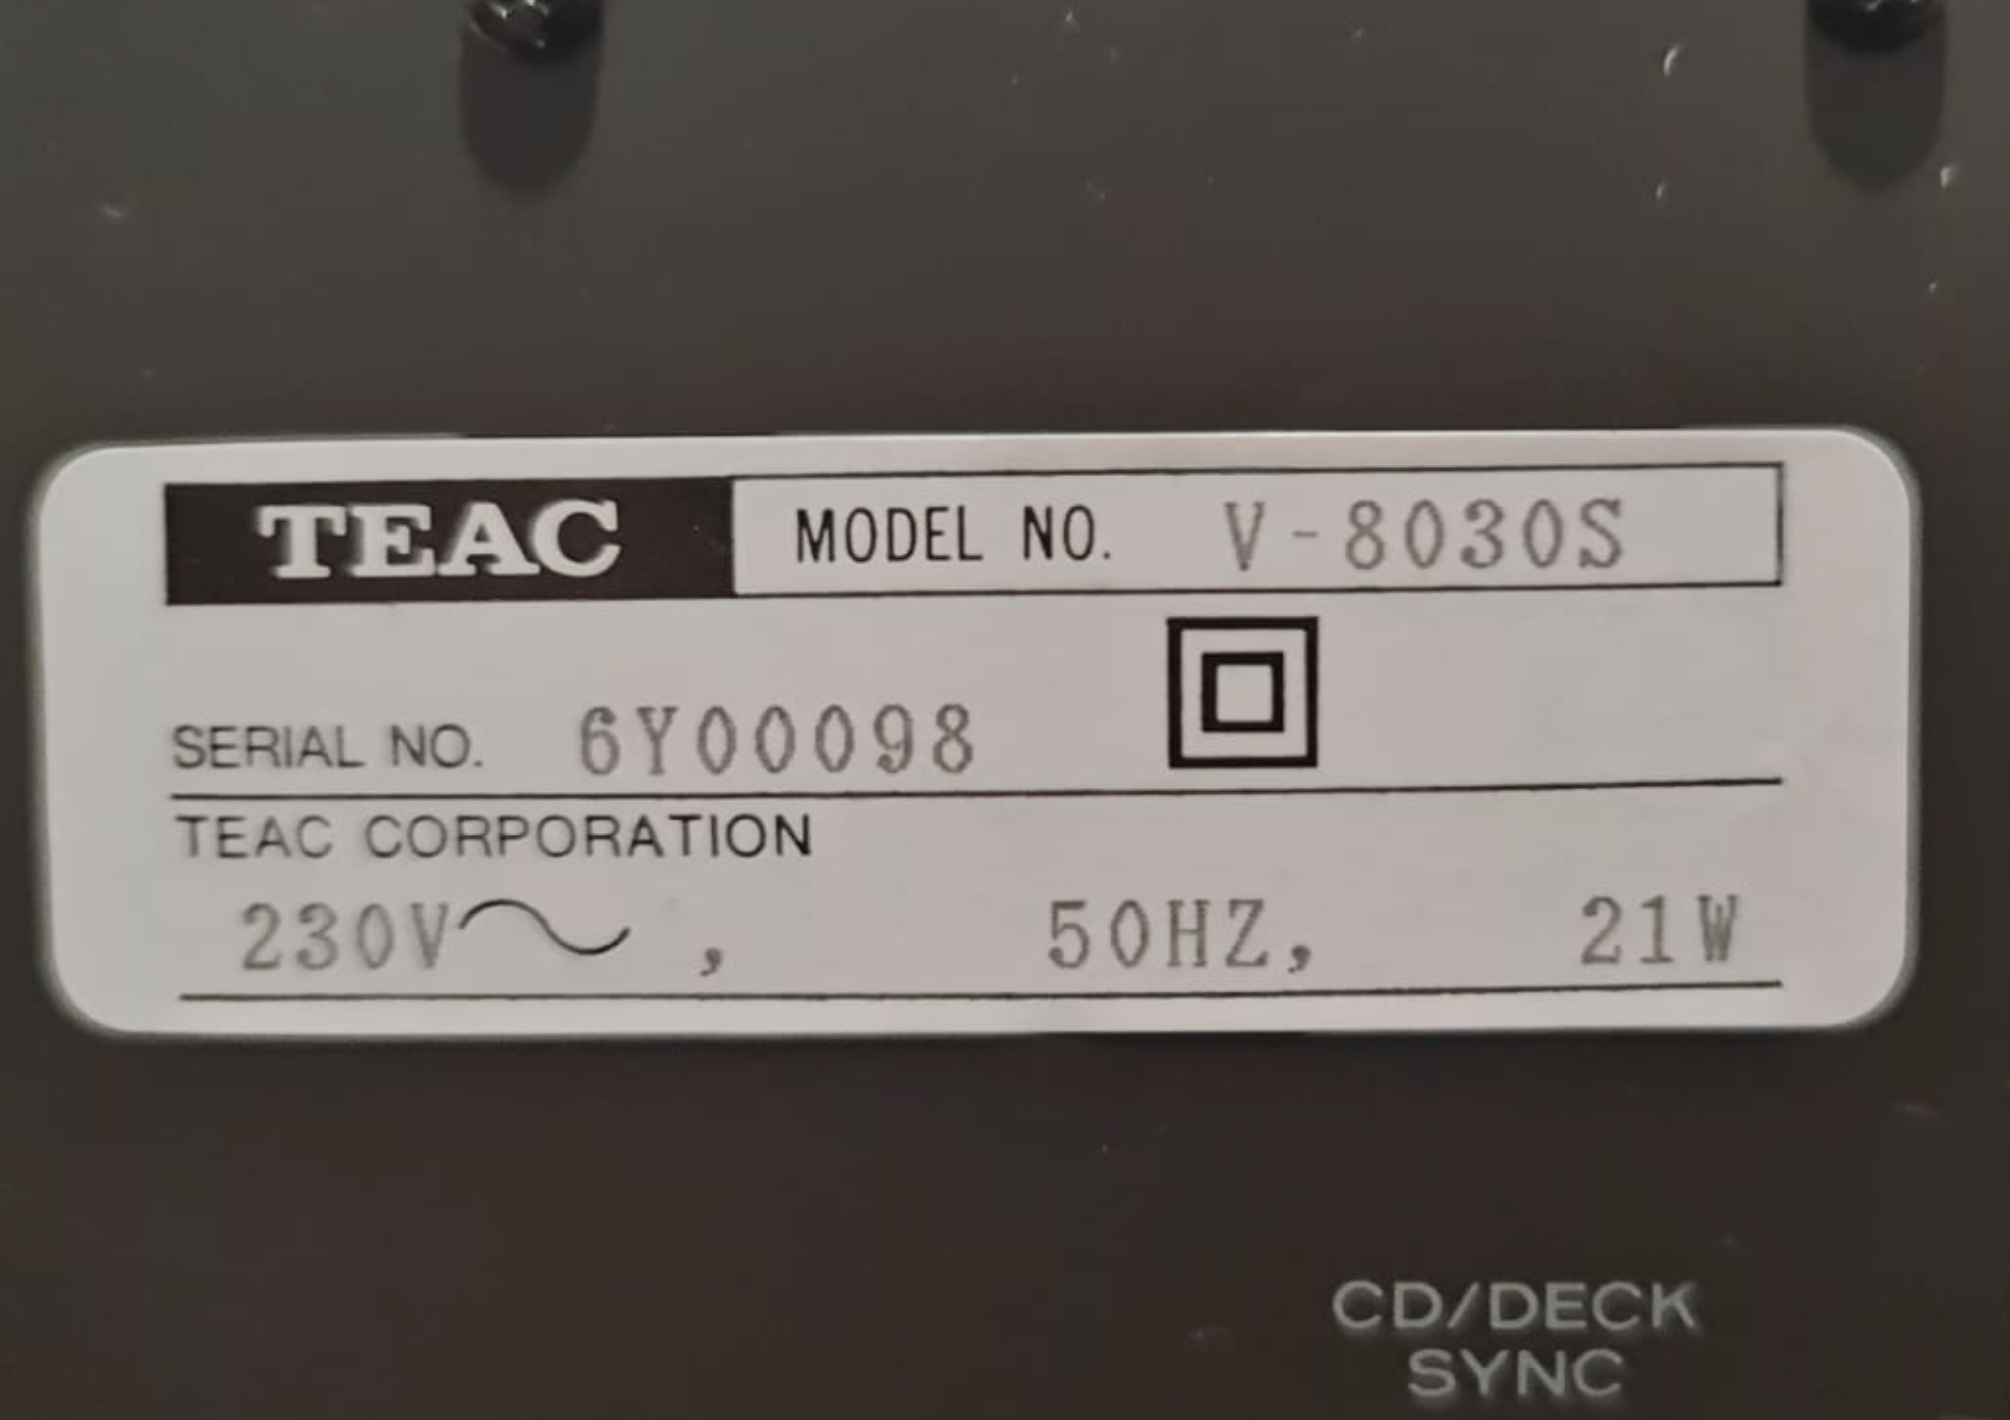 TEAC MODEL NO. V-8030S
SERIAL NO. 6Y00098
TEAC CORPORATION
230V~, 50HZ, 21W
CD/DECK
SYNC